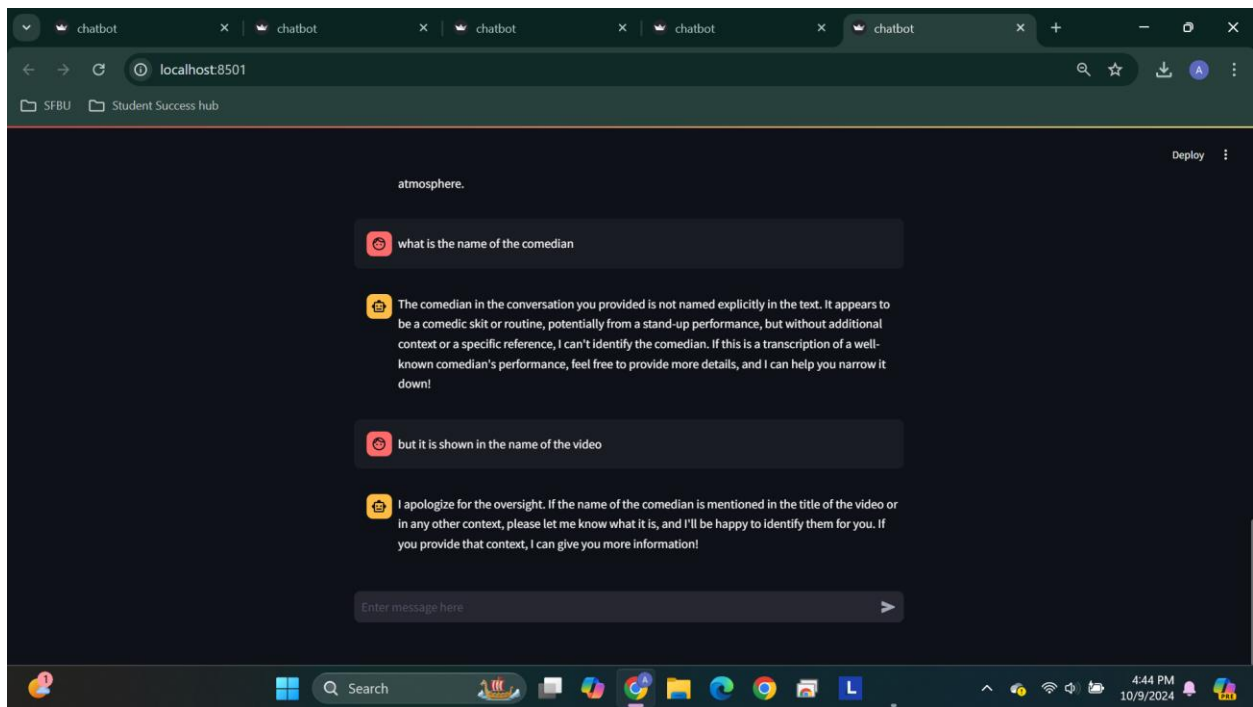 chatbot
chatbot
chatbot
chatbot
chatbot
localhost:8501
A
SFBU
Student Success hub
Deploy
atmosphere.
what is the name of the comedian
The comedian in the conversation you provided is not named explicitly in the text. It appears to
be a comedic skit or routine, potentially from a stand-up performance, but without additional
context or a specific reference, I can't identify the comedian. If this is a transcription of a well-
known comedian's performance, feel free to provide more details, and I can help you narrow it
down!
but it is shown in the name of the video
I apologize for the oversight. If the name of the comedian is mentioned in the title of the video or
in any other context, please let me know what it is, and I'll be happy to identify them for you. If
you provide that context, I can give you more information!
Enter message here
1
Search
A
L
4:44 PM
10/9/2024
PRE